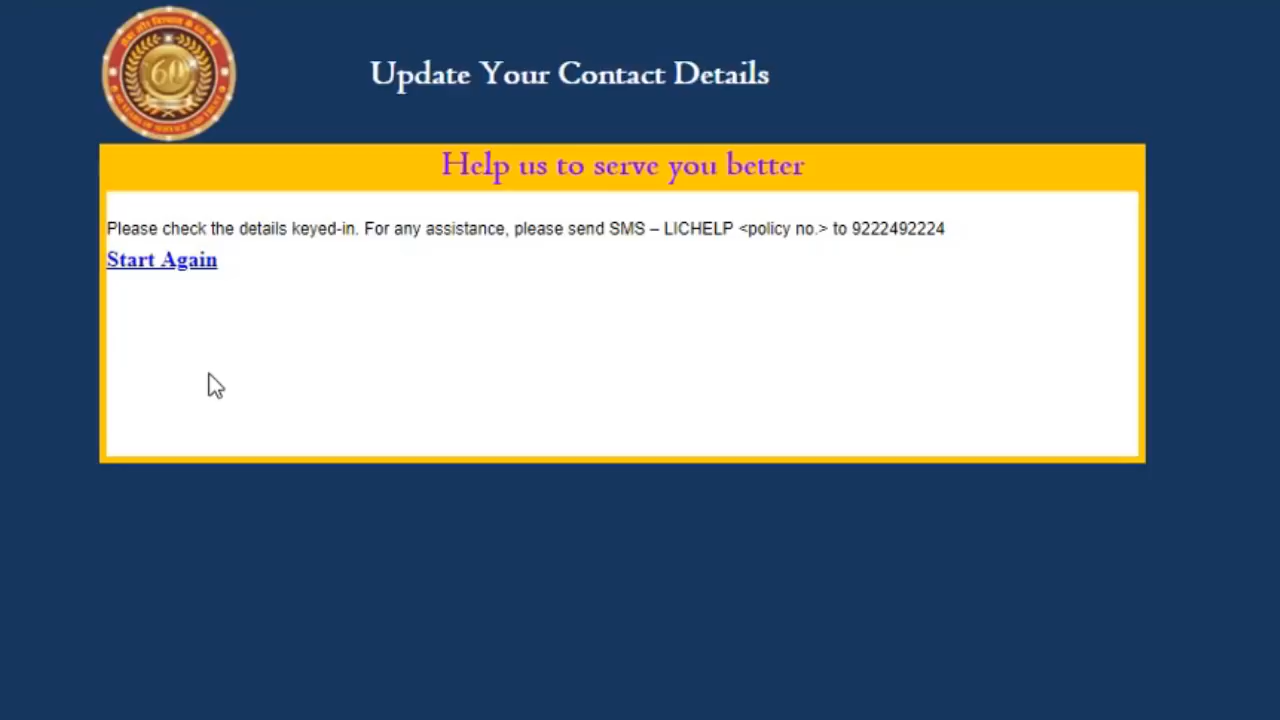 60
Update Your Contact Details
Help us to serve you better
Please check the details keyed-in. For any assistance, please send SMS – LICHELP <policy no.> to 9222492224
Start Again